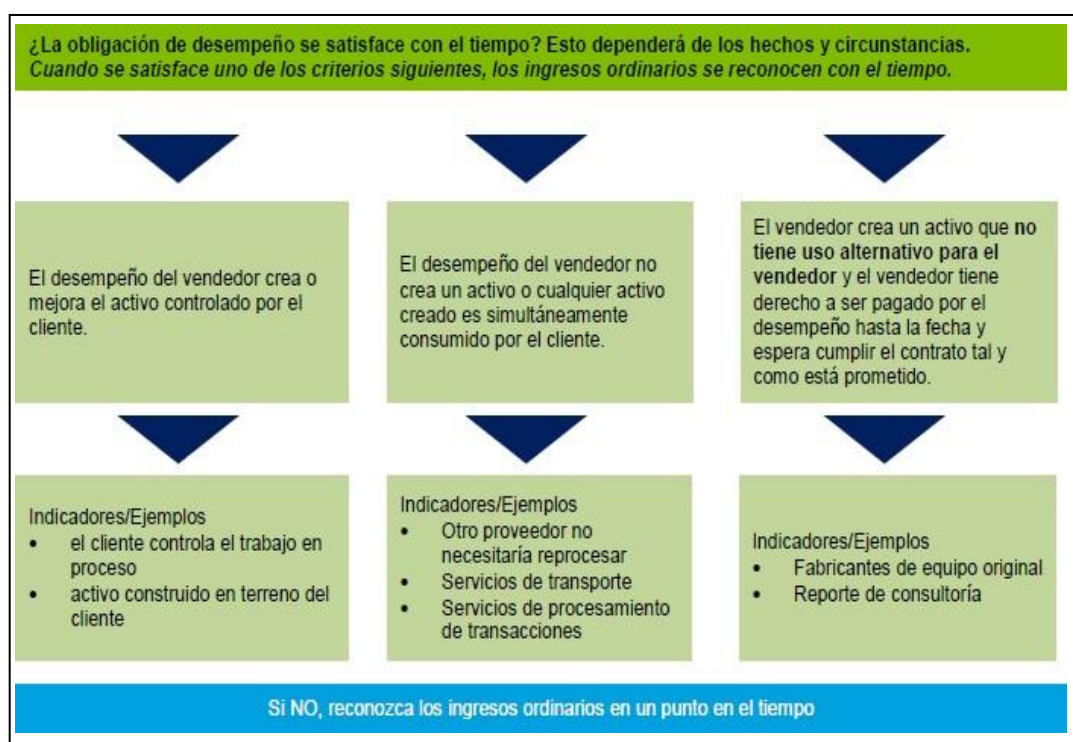 ¿La obligación de desempeño se satisface con el tiempo? Esto dependerá de los hechos y circunstancias.
Cuando se satisface uno de los criterios siguientes, los ingresos ordinarios se reconocen con el tiempo.
El desempeño del vendedor crea o
mejora el activo controlado por el
cliente.
El desempeño del vendedor no
crea un activo o cualquier activo
creado es simultáneamente
consumido por el cliente.
El vendedor crea un activo que no
tiene uso alternativo para el
vendedor y el vendedor tiene
derecho a ser pagado por el
desempeño hasta la fecha y
espera cumplir el contrato tal y
como está prometido.
Indicadores/Ejemplos
• el cliente controla el trabajo en
proceso
• activo construido en terreno del
cliente
Indicadores/Ejemplos
• Otro proveedor no
necesitaría reprocesar
• Servicios de transporte
• Servicios de procesamiento
de transacciones
Indicadores/Ejemplos
• Fabricantes de equipo original
• Reporte de consultoría
Si NO, reconozca los ingresos ordinarios en un punto en el tiempo